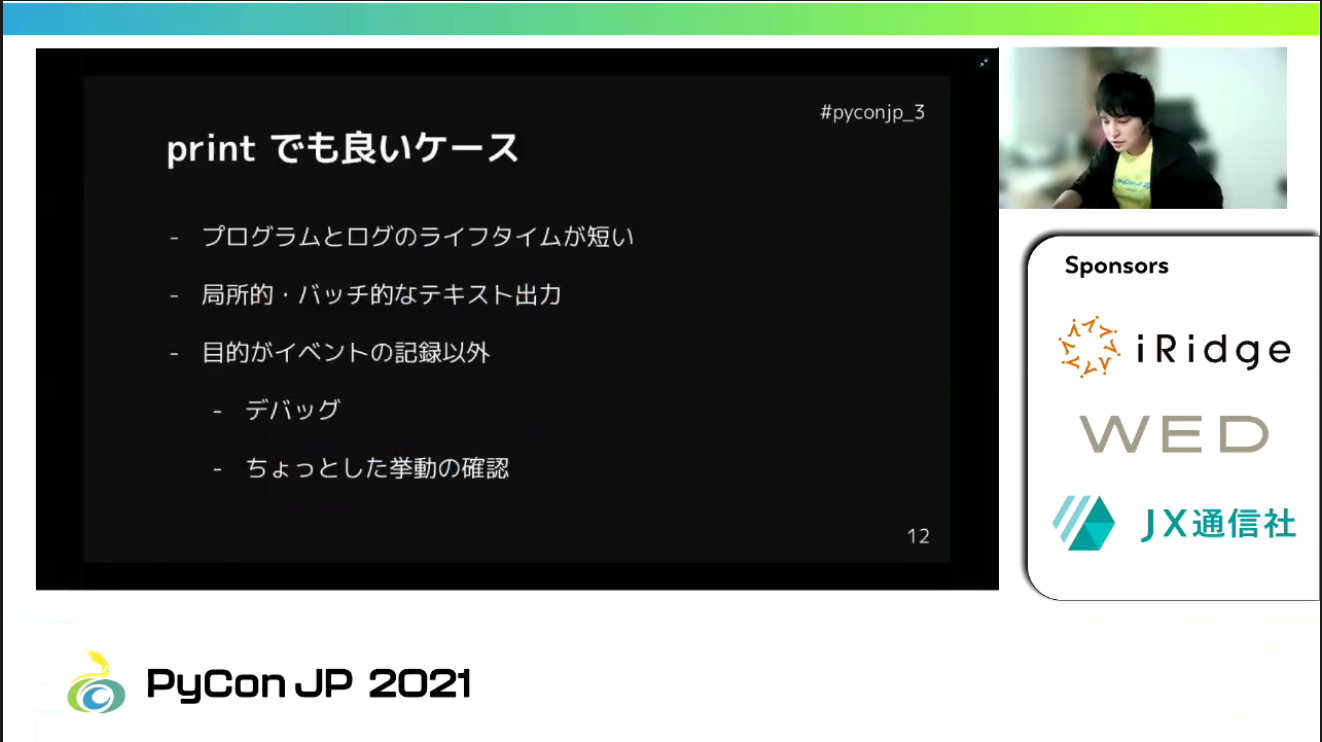 #pyconjp_3
print でも良いケース
- プログラムとログのライフタイムが短い
- 局所的・バッチ的なテキスト出力
- 目的がイベントの記録以外
- デバッグ
- ちょっとした挙動の確認
12
Sponsors
iRidge
WED
JX通信社
PyCon JP 2021